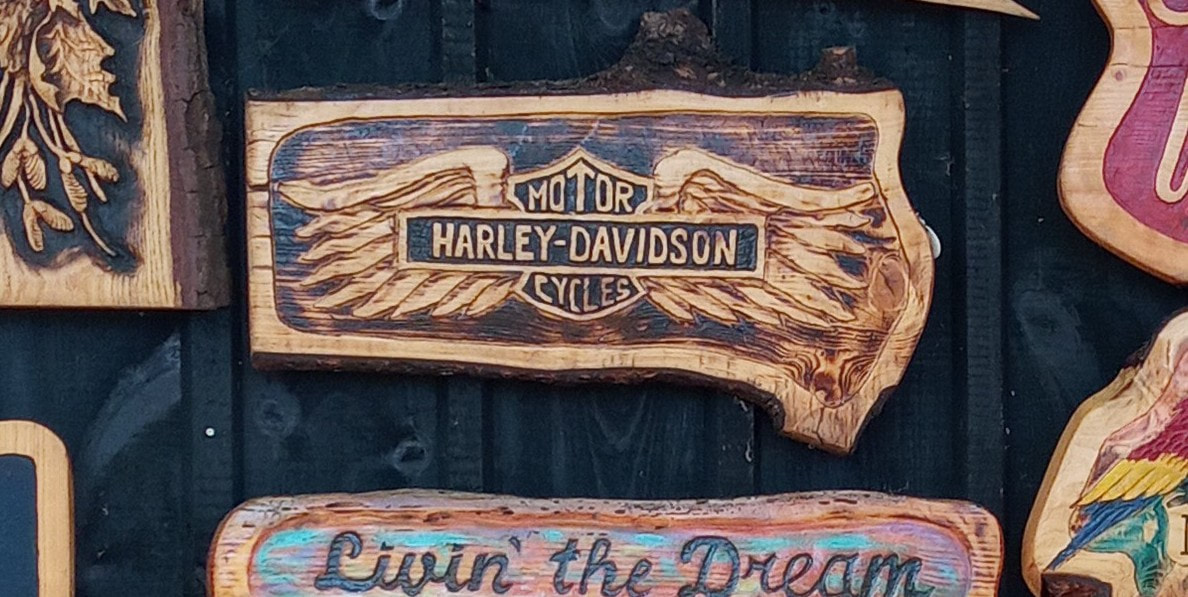 MOTOR
HARLEY-DAVIDSON
CYCLES
Livin' the Dream